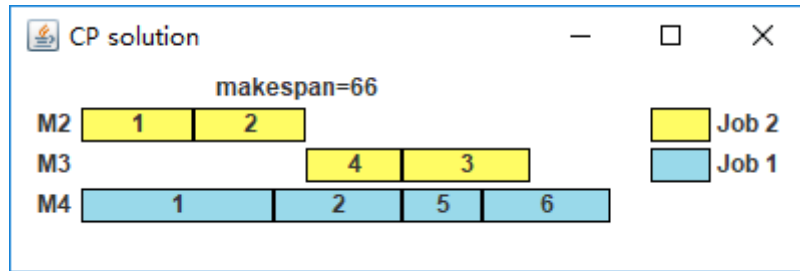 CP solution
makespan=66
M2 1 2 Job 2
M3 4 3 Job 1
M4 1 2 5 6